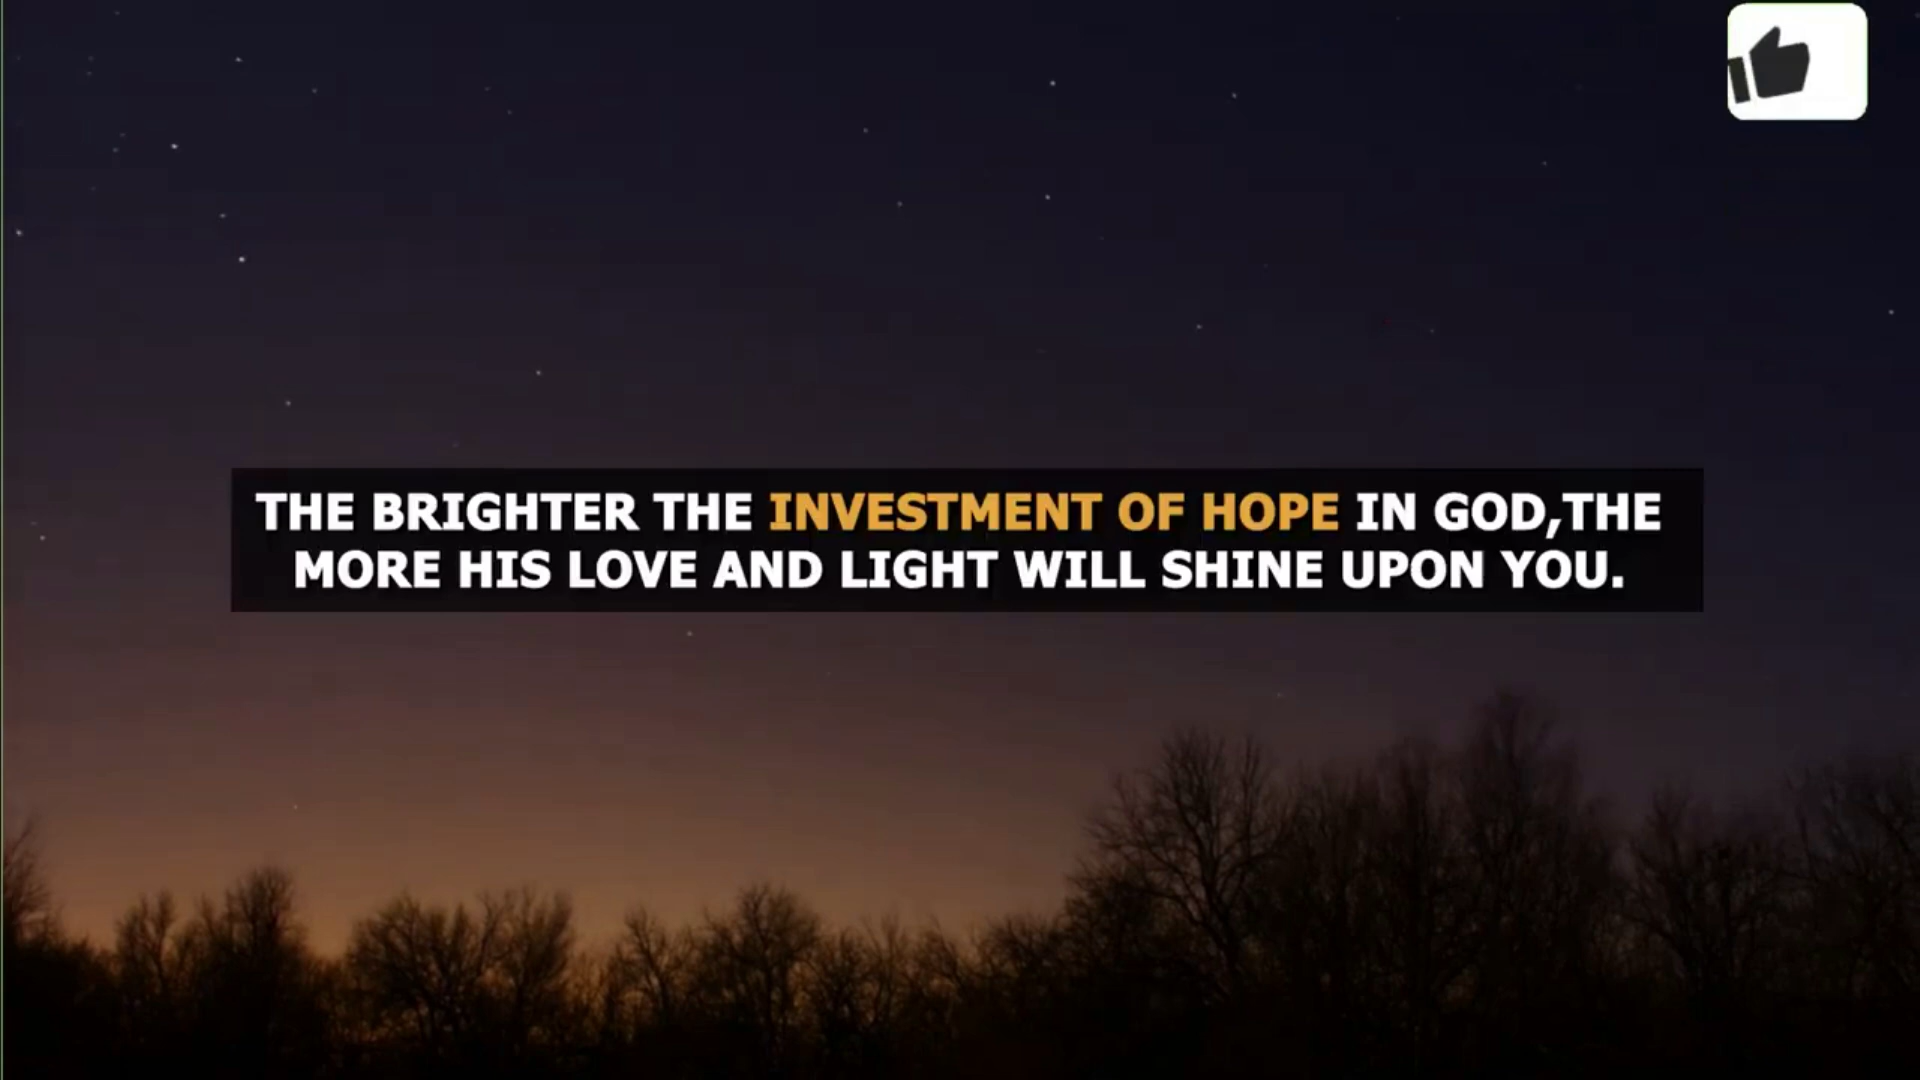 THE BRIGHTER THE INVESTMENT OF HOPE IN GOD,THE
MORE HIS LOVE AND LIGHT WILL SHINE UPON YOU.